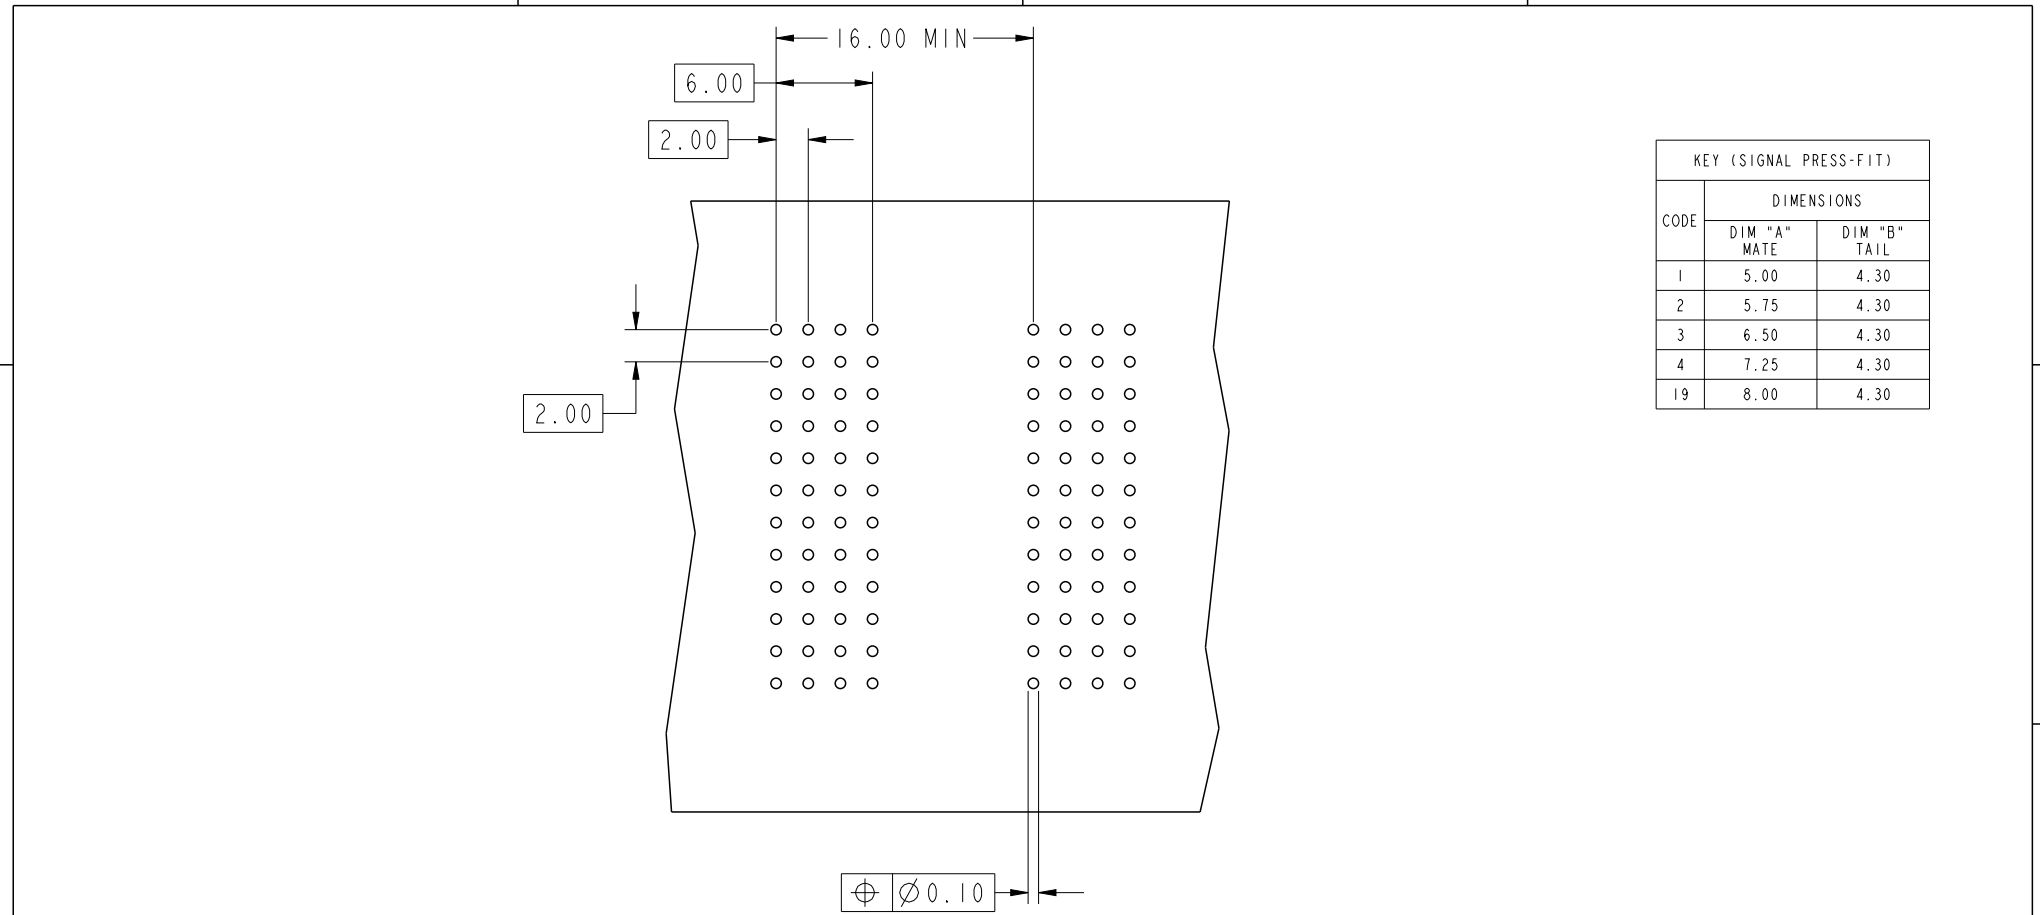 16.00 MIN
6.00
2.00
2.00
⌖ ⌀0.10
KEY (SIGNAL PRESS-FIT)
CODE DIMENSIONS
DIM "A" MATE DIM "B" TAIL
1 5.00 4.30
2 5.75 4.30
3 6.50 4.30
4 7.25 4.30
19 8.00 4.30